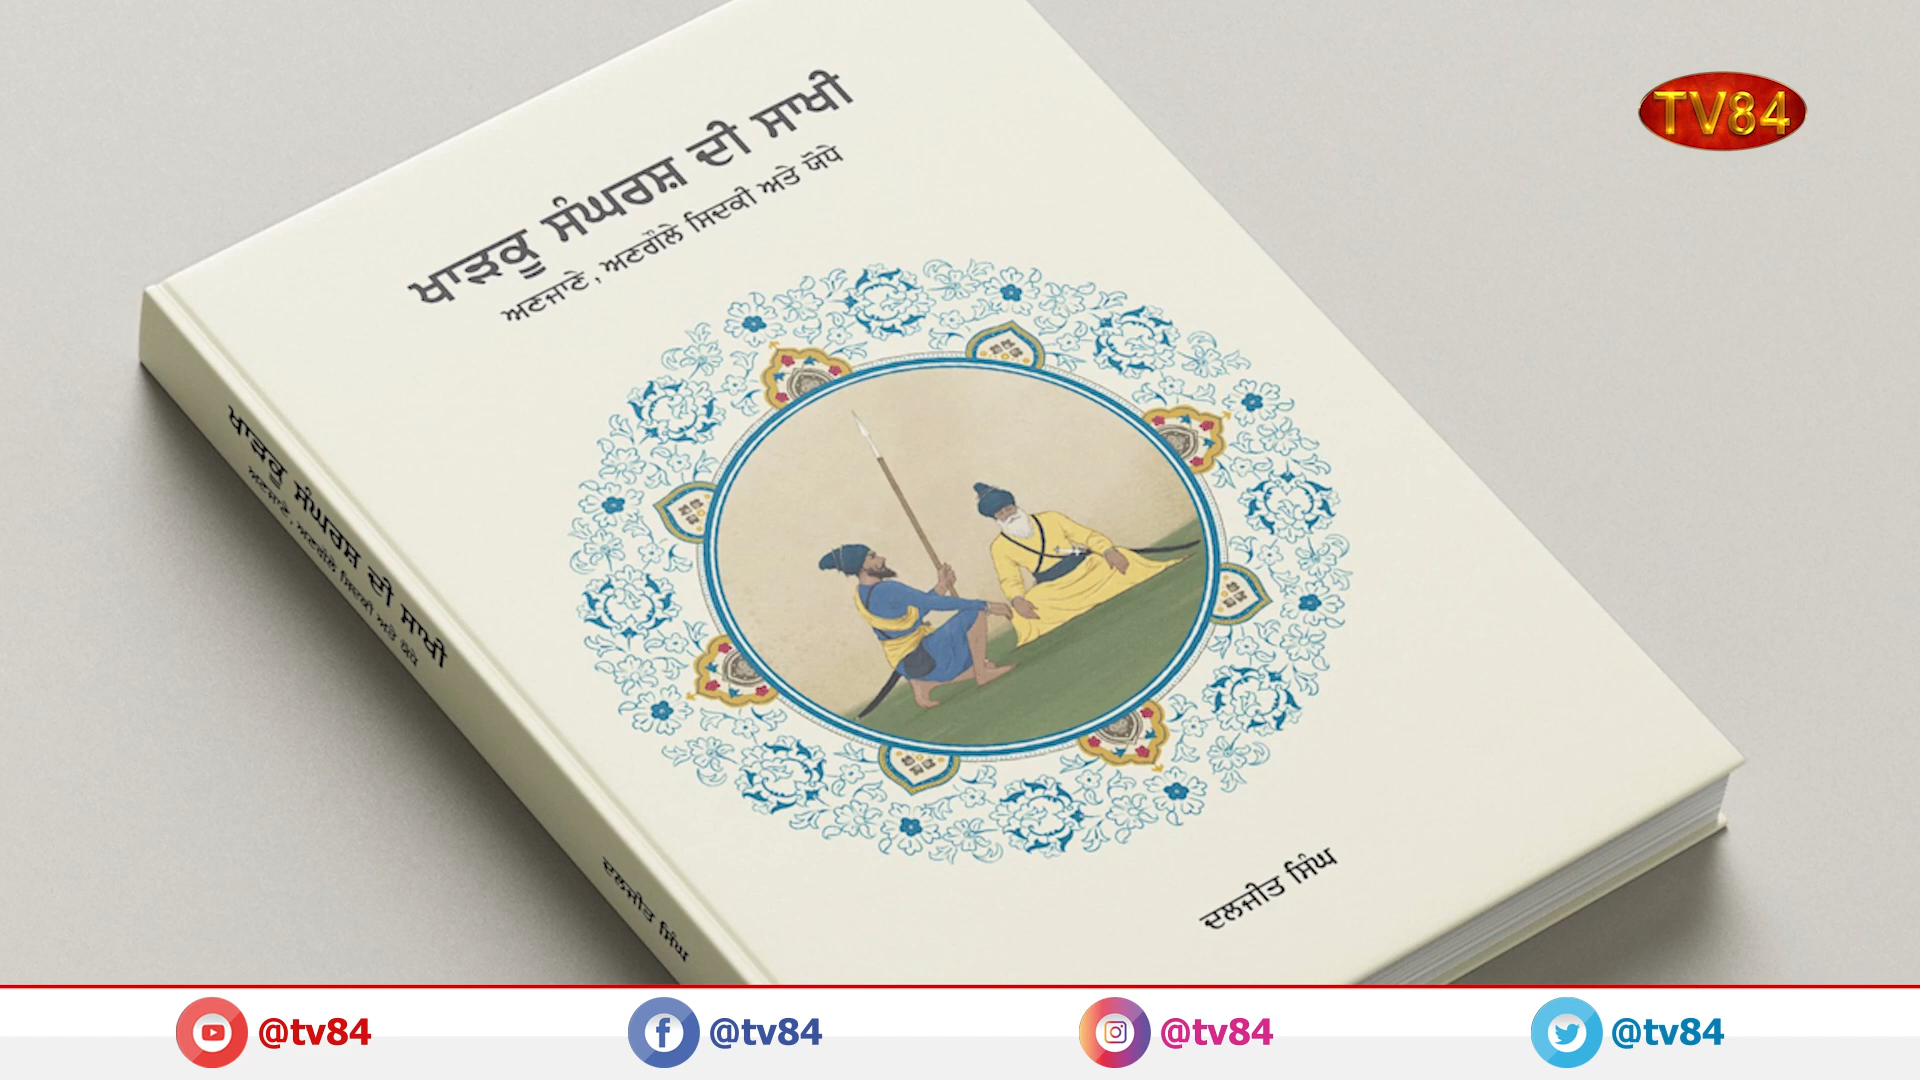 TV84
ਖਾੜਕੂ ਸੰਘਰਸ਼ ਦੀ ਸਾਖੀ
ਅਣਜਾਣੇ, ਅਣਗੌਲੇ ਸਿਦਕੀ ਅਤੇ ਯੋਧੇ
ਦਲਜੀਤ ਸਿੰਘ
ਖਾੜਕੂ ਸੰਘਰਸ਼ ਦੀ ਸਾਖੀ
ਅਣਜਾਣੇ, ਅਣਗੌਲੇ ਸਿਦਕੀ ਅਤੇ ਯੋਧੇ
ਦਲਜੀਤ ਸਿੰਘ
@tv84
@tv84
@tv84
@tv84